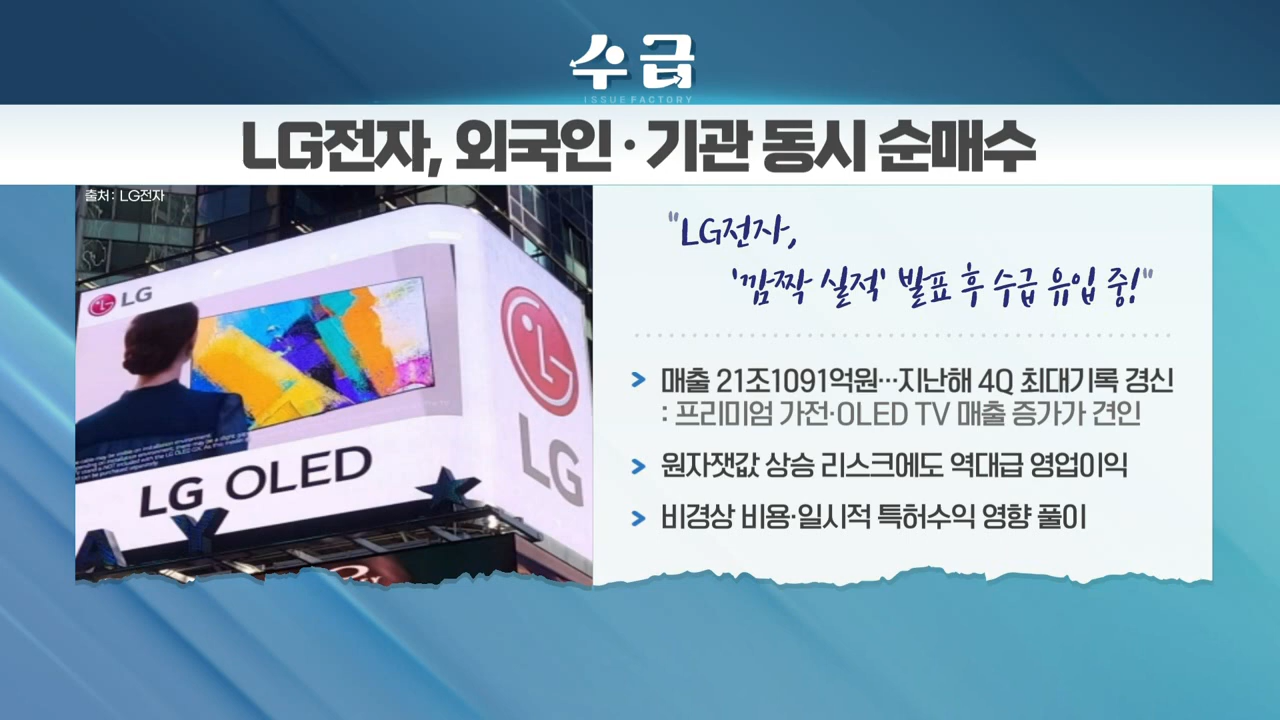 수급
ISSUE FACTORY
LG전자, 외국인·기관 동시 순매수
출처: LG전자
"LG전자,
'깜짝 실적' 발표 후 수급 유입 중!"
매출 21조1091억원…지난해 4Q 최대기록 경신
: 프리미엄 가전·OLED TV 매출 증가가 견인
원자잿값 상승 리스크에도 역대급 영업이익
비경상 비용·일시적 특허수익 영향 풀이
LG
LG
LG OLED
A Y